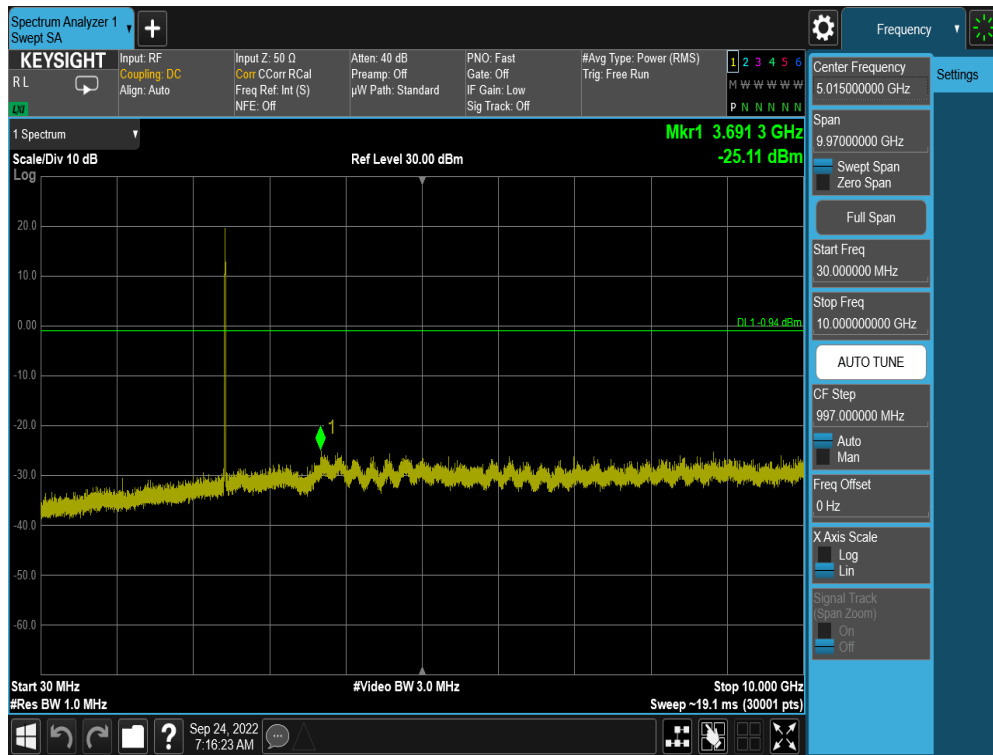 Spectrum Analyzer 1
Swept SA
Frequency
KEYSIGHT
R L
LXI
Input: RF
Coupling: DC
Align: Auto
Input Z: 50 Ω
Corr CCorr RCal
Freq Ref: Int (S)
NFE: Off
Atten: 40 dB
Preamp: Off
µW Path: Standard
PNO: Fast
Gate: Off
IF Gain: Low
Sig Track: Off
#Avg Type: Power (RMS)
Trig: Free Run
1 2 3 4 5 6
M W W W W W
P N N N N N
1 Spectrum
Scale/Div 10 dB
Log
Ref Level 30.00 dBm
Mkr1 3.691 3 GHz
-25.11 dBm
20.0
10.0
0.00
DL1 -0.94 dBm
-10.0
-20.0
1
-30.0
-40.0
-50.0
-60.0
Start 30 MHz
#Video BW 3.0 MHz
Stop 10.000 GHz
#Res BW 1.0 MHz
Sweep ~19.1 ms (30001 pts)
?
Sep 24, 2022
7:16:23 AM
Settings
Center Frequency
5.015000000 GHz
Span
9.97000000 GHz
Swept Span
Zero Span
Full Span
Start Freq
30.000000 MHz
Stop Freq
10.000000000 GHz
AUTO TUNE
CF Step
997.000000 MHz
Auto
Man
Freq Offset
0 Hz
X Axis Scale
Log
Lin
Signal Track
(Span Zoom)
On
Off